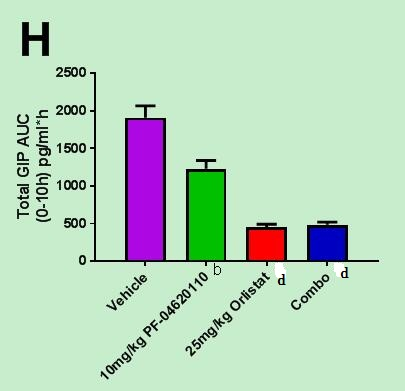 H
Total GIP AUC
(0-10h) pg/ml*h
2500
2000
1500
1000
500
0
Vehicle
10mg/kg PF-04620110
b
25mg/kg Orlistat
d
Combo
d